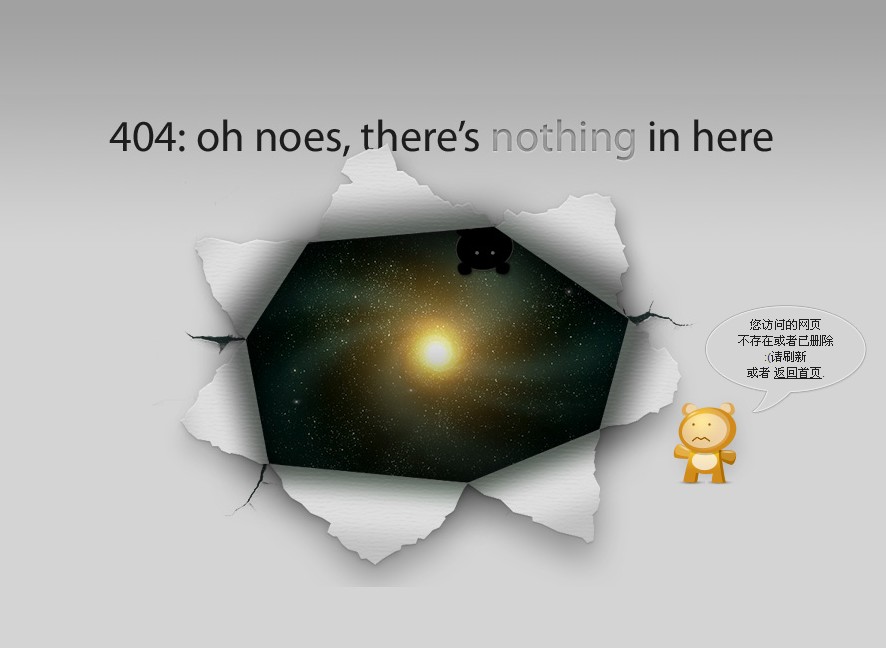 404: oh noes, there's nothing in here
您访问的网页
不存在或者已删除
:(请刷新
或者 返回首页.